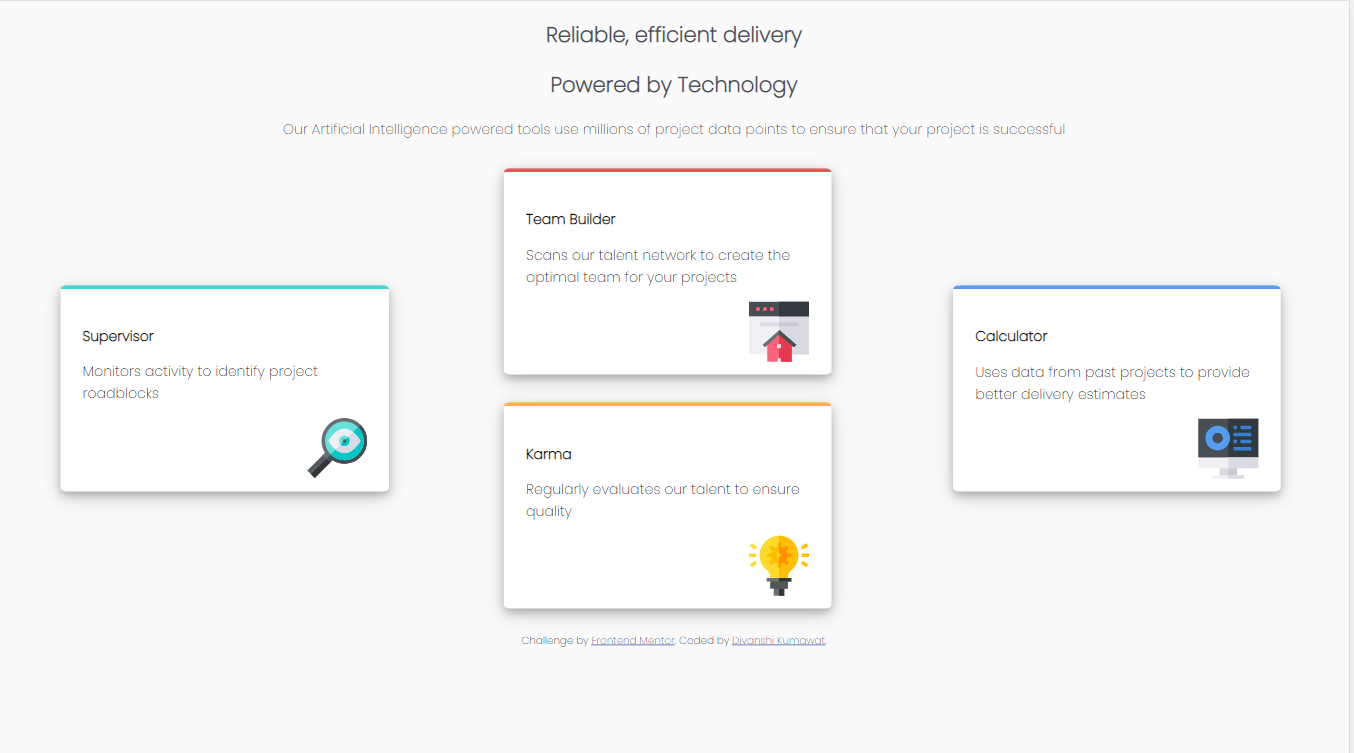 Reliable, efficient delivery
Powered by Technology
Our Artificial Intelligence powered tools use millions of project data points to ensure that your project is successful
Supervisor
Monitors activity to identify project
roadblocks
Team Builder
Scans our talent network to create the
optimal team for your projects
Karma
Regularly evaluates our talent to ensure
quality
Calculator
Uses data from past projects to provide
better delivery estimates
Challenge by Frontend Mentor. Coded by Divanshi Kumawat.